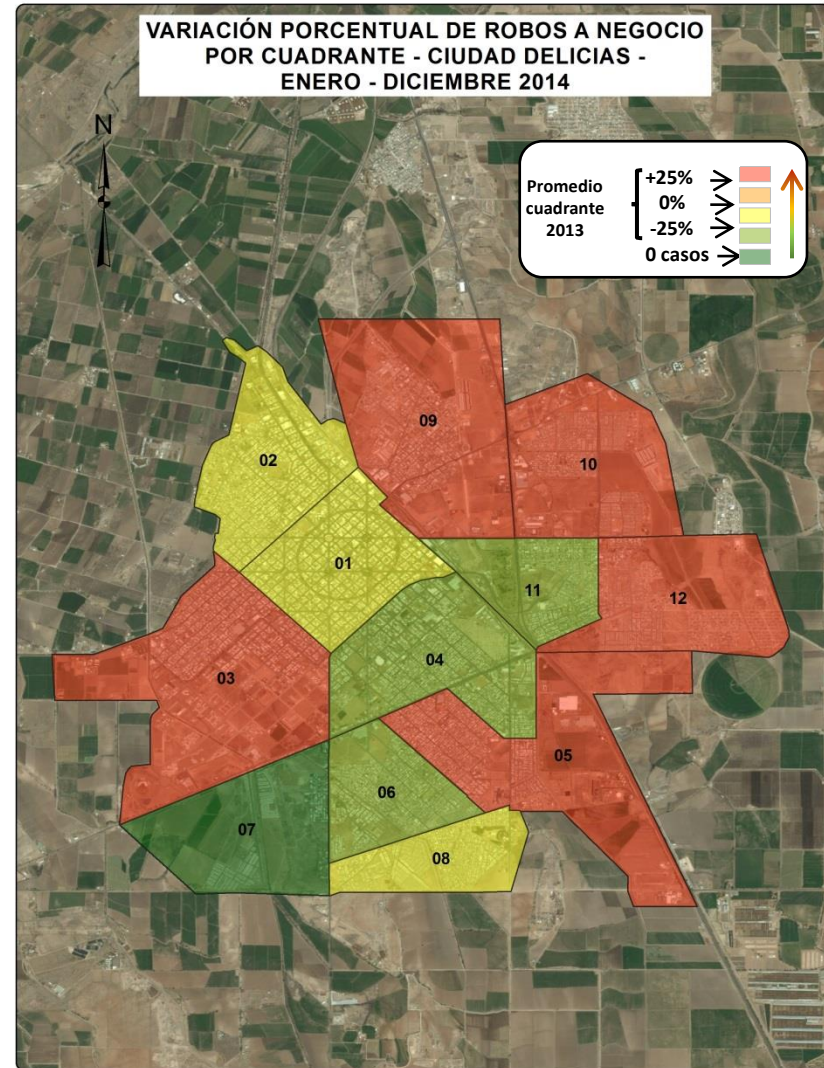 VARIACIÓN PORCENTUAL DE ROBOS A NEGOCIO
POR CUADRANTE - CIUDAD DELICIAS -
ENERO - DICIEMBRE 2014
N
Promedio
cuadrante
2013
+25%
0%
-25%
0 casos
09
02
10
01
11
12
04
03
05
06
07
08